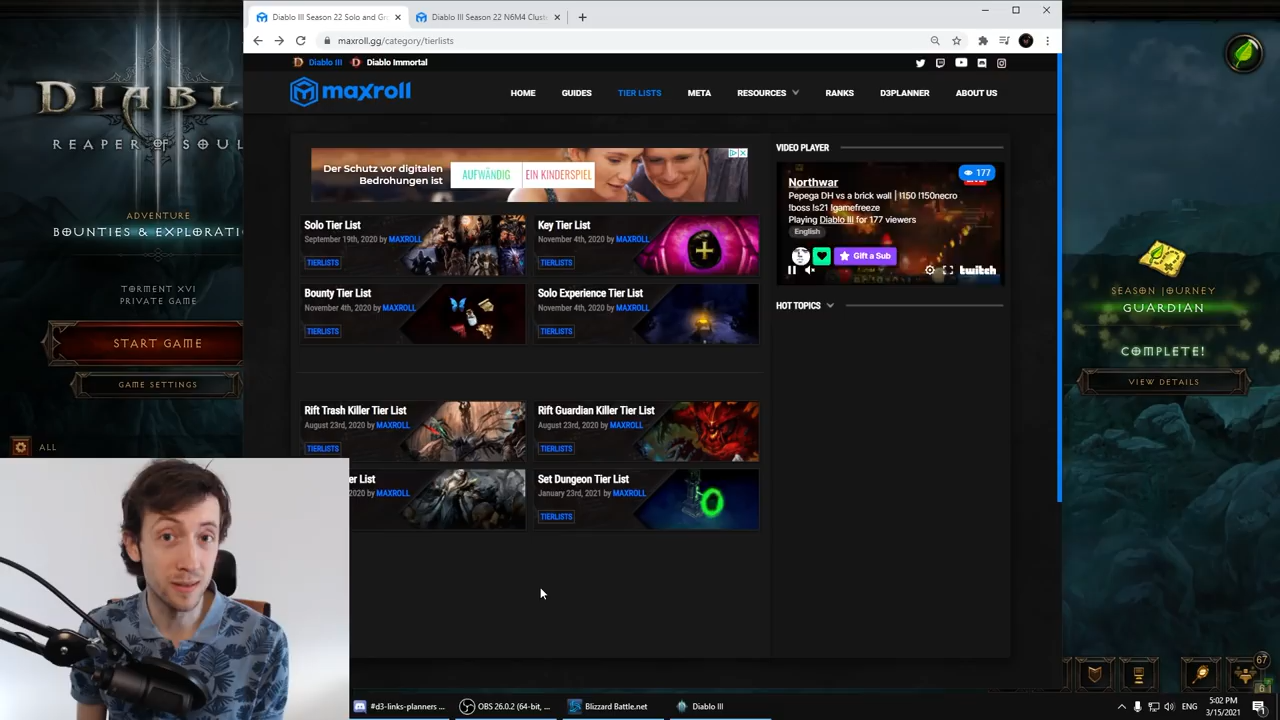 Diablo III Season 22 Solo and Gr
Diablo III Season 22 N6M4 Clust
maxroll.gg/category/tierlists
Diablo III
Diablo Immortal
maxroll
HOME
GUIDES
TIER LISTS
META
RESOURCES
RANKS
D3PLANNER
ABOUT US
DIABL
REAPER OF SOUL
ADVENTURE
BOUNTIES & EXPLORATI
TORMENT XVI
PRIVATE GAME
START GAME
GAME SETTINGS
ALL
Der Schutz vor digitalen
Bedrohungen ist
AUFWÄNDIG
EIN KINDERSPIEL
Solo Tier List
September 19th, 2020 by MAXROLL
TIERLISTS
Key Tier List
November 4th, 2020 by MAXROLL
TIERLISTS
Bounty Tier List
November 4th, 2020 by MAXROLL
TIERLISTS
Solo Experience Tier List
November 4th, 2020 by MAXROLL
TIERLISTS
Rift Trash Killer Tier List
August 23rd, 2020 by MAXROLL
TIERLISTS
Rift Guardian Killer Tier List
August 23rd, 2020 by MAXROLL
TIERLISTS
er List
2020 by MAXROLL
Set Dungeon Tier List
January 23rd, 2021 by MAXROLL
TIERLISTS
VIDEO PLAYER
177
Northwar
Pepega DH vs a brick wall | !150 !150necro
!boss !s21 !gamefreeze
Playing Diablo III for 177 viewers
English
Gift a Sub
twitch
HOT TOPICS
SEASON JOURNEY
GUARDIAN
COMPLETE!
VIEW DETAILS
67
6
#d3-links-planners ...
OBS 26.0.2 (64-bit, ...
Blizzard Battle.net
Diablo III
ENG
5:02 PM
3/15/2021
1